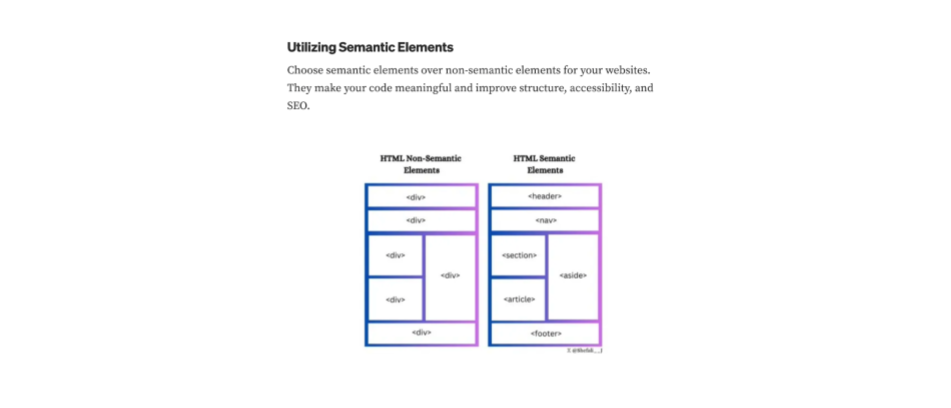 Utilizing Semantic Elements
Choose semantic elements over non-semantic elements for your websites.
They make your code meaningful and improve structure, accessibility, and
SEO.
HTML Non-Semantic
Elements
<div>
<div>
<div>
<div>
<div>
<div>
HTML Semantic
Elements
<header>
<nav>
<section>
<aside>
<article>
<footer>